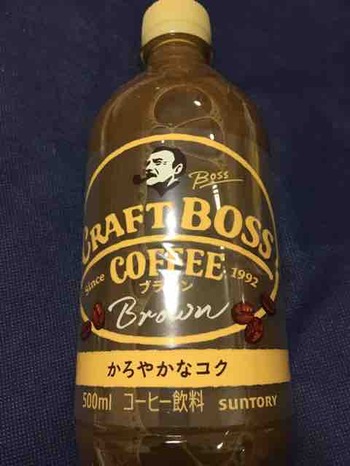 Boss
CRAFT BOSS
Since COFFEE 1992
ブラウン
Brown
かろやかなコク
500ml コーヒー飲料 SUNTORY